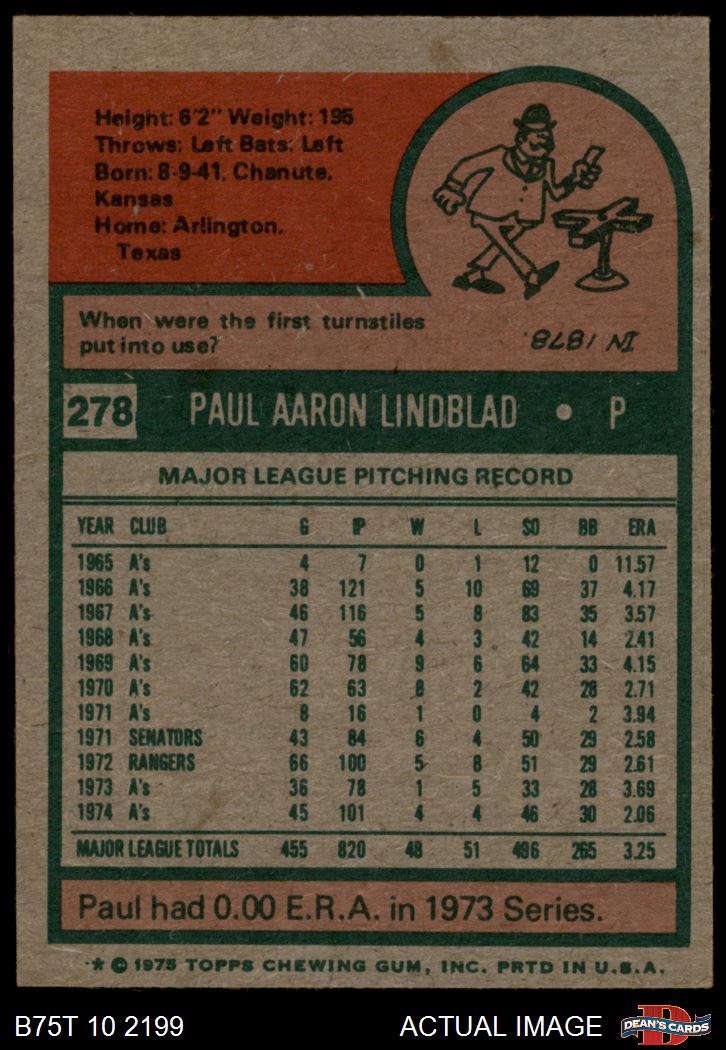 Height: 6'2" Weight: 195
Throws: Left Bats: Left
Born: 8-9-41, Chanute,
Kansas
Home: Arlington,
Texas
When were the first turnstiles
put into use?
IN 1878.
278 PAUL AARON LINDBLAD • P
MAJOR LEAGUE PITCHING RECORD
YEAR CLUB G IP W L SO BB ERA
1965 A's 4 7 0 1 12 0 11.57
1966 A's 38 121 5 10 69 37 4.17
1967 A's 46 116 5 8 83 35 3.57
1968 A's 47 56 4 3 42 14 2.41
1969 A's 60 78 9 6 64 33 4.15
1970 A's 62 63 8 2 42 28 2.71
1971 A's 8 16 1 0 4 2 3.94
1971 SENATORS 43 84 6 4 50 29 2.58
1972 RANGERS 66 100 5 8 51 29 2.61
1973 A's 36 78 1 5 33 28 3.69
1974 A's 45 101 4 4 46 30 2.06
MAJOR LEAGUE TOTALS 455 820 48 51 496 265 3.25
Paul had 0.00 E.R.A. in 1973 Series.
* © 1975 TOPPS CHEWING GUM, INC. PRTD IN U.S.A.
B75T 10 2199 ACTUAL IMAGE D DEAN'S CARDS